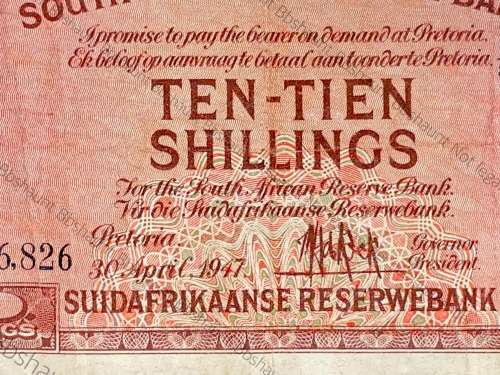 I promise to pay the bearer on demand at Pretoria.
Ek beloof op aanvraag te betaal aan toonder te Pretoria.
TEN-TIEN
SHILLINGS
For the South African Reserve Bank.
Vir die Suidafrikaanse Reserwebank.
Pretoria.
Governor.
6,826
30 April, 1947.
President.
SUIDAFRIKAANSE RESERWEBANK
GS